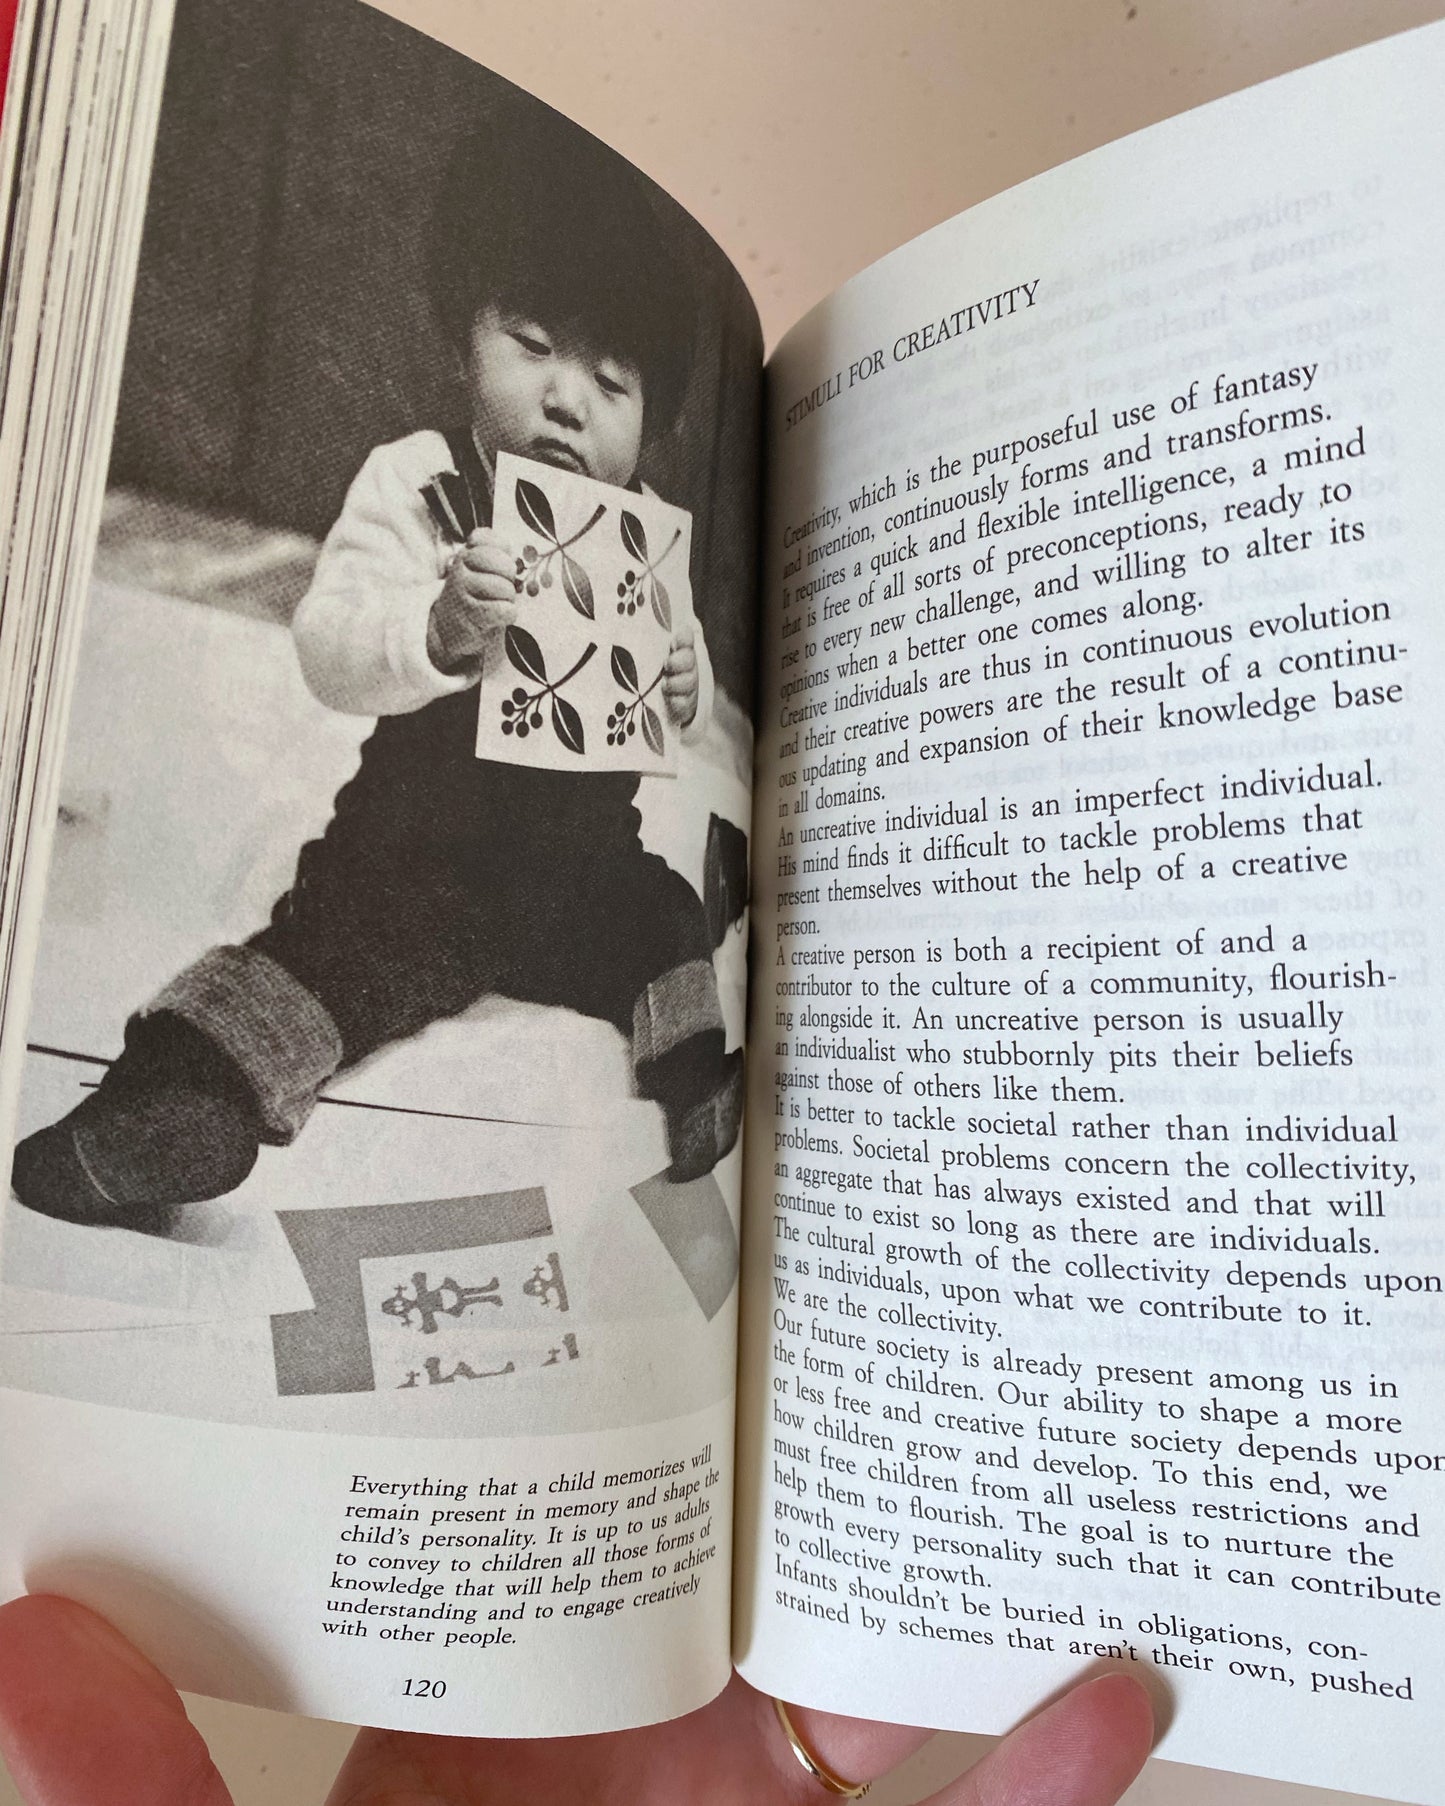 Everything that a child memorizes will
remain present in memory and shape the
child's personality. It is up to us adults
to convey to children all those forms of
knowledge that will help them to achieve
understanding and to engage creatively
with other people.
120
STIMULI FOR CREATIVITY
Creativity, which is the purposeful use of fantasy
and invention, continuously forms and transforms.
It requires a quick and flexible intelligence, a mind
that is free of all sorts of preconceptions, ready to
rise to every new challenge, and willing to alter its
opinions when a better one comes along.
Creative individuals are thus in continuous evolution
and their creative powers are the result of a continu-
ous updating and expansion of their knowledge base
in all domains.
An uncreative individual is an imperfect individual.
His mind finds it difficult to tackle problems that
present themselves without the help of a creative
person.
A creative person is both a recipient of and a
contributor to the culture of a community, flourish-
ing alongside it. An uncreative person is usually
an individualist who stubbornly pits their beliefs
against those of others like them.
It is better to tackle societal rather than individual
problems. Societal problems concern the collectivity,
an aggregate that has always existed and that will
continue to exist so long as there are individuals.
The cultural growth of the collectivity depends upon
us as individuals, upon what we contribute to it.
We are the collectivity.
Our future society is already present among us in
the form of children. Our ability to shape a more
or less free and creative future society depends upon
how children grow and develop. To this end, we
must free children from all useless restrictions and
help them to flourish. The goal is to nurture the
growth every personality such that it can contribute
to collective growth.
Infants shouldn't be buried in obligations, con-
strained by schemes that aren't their own, pushed